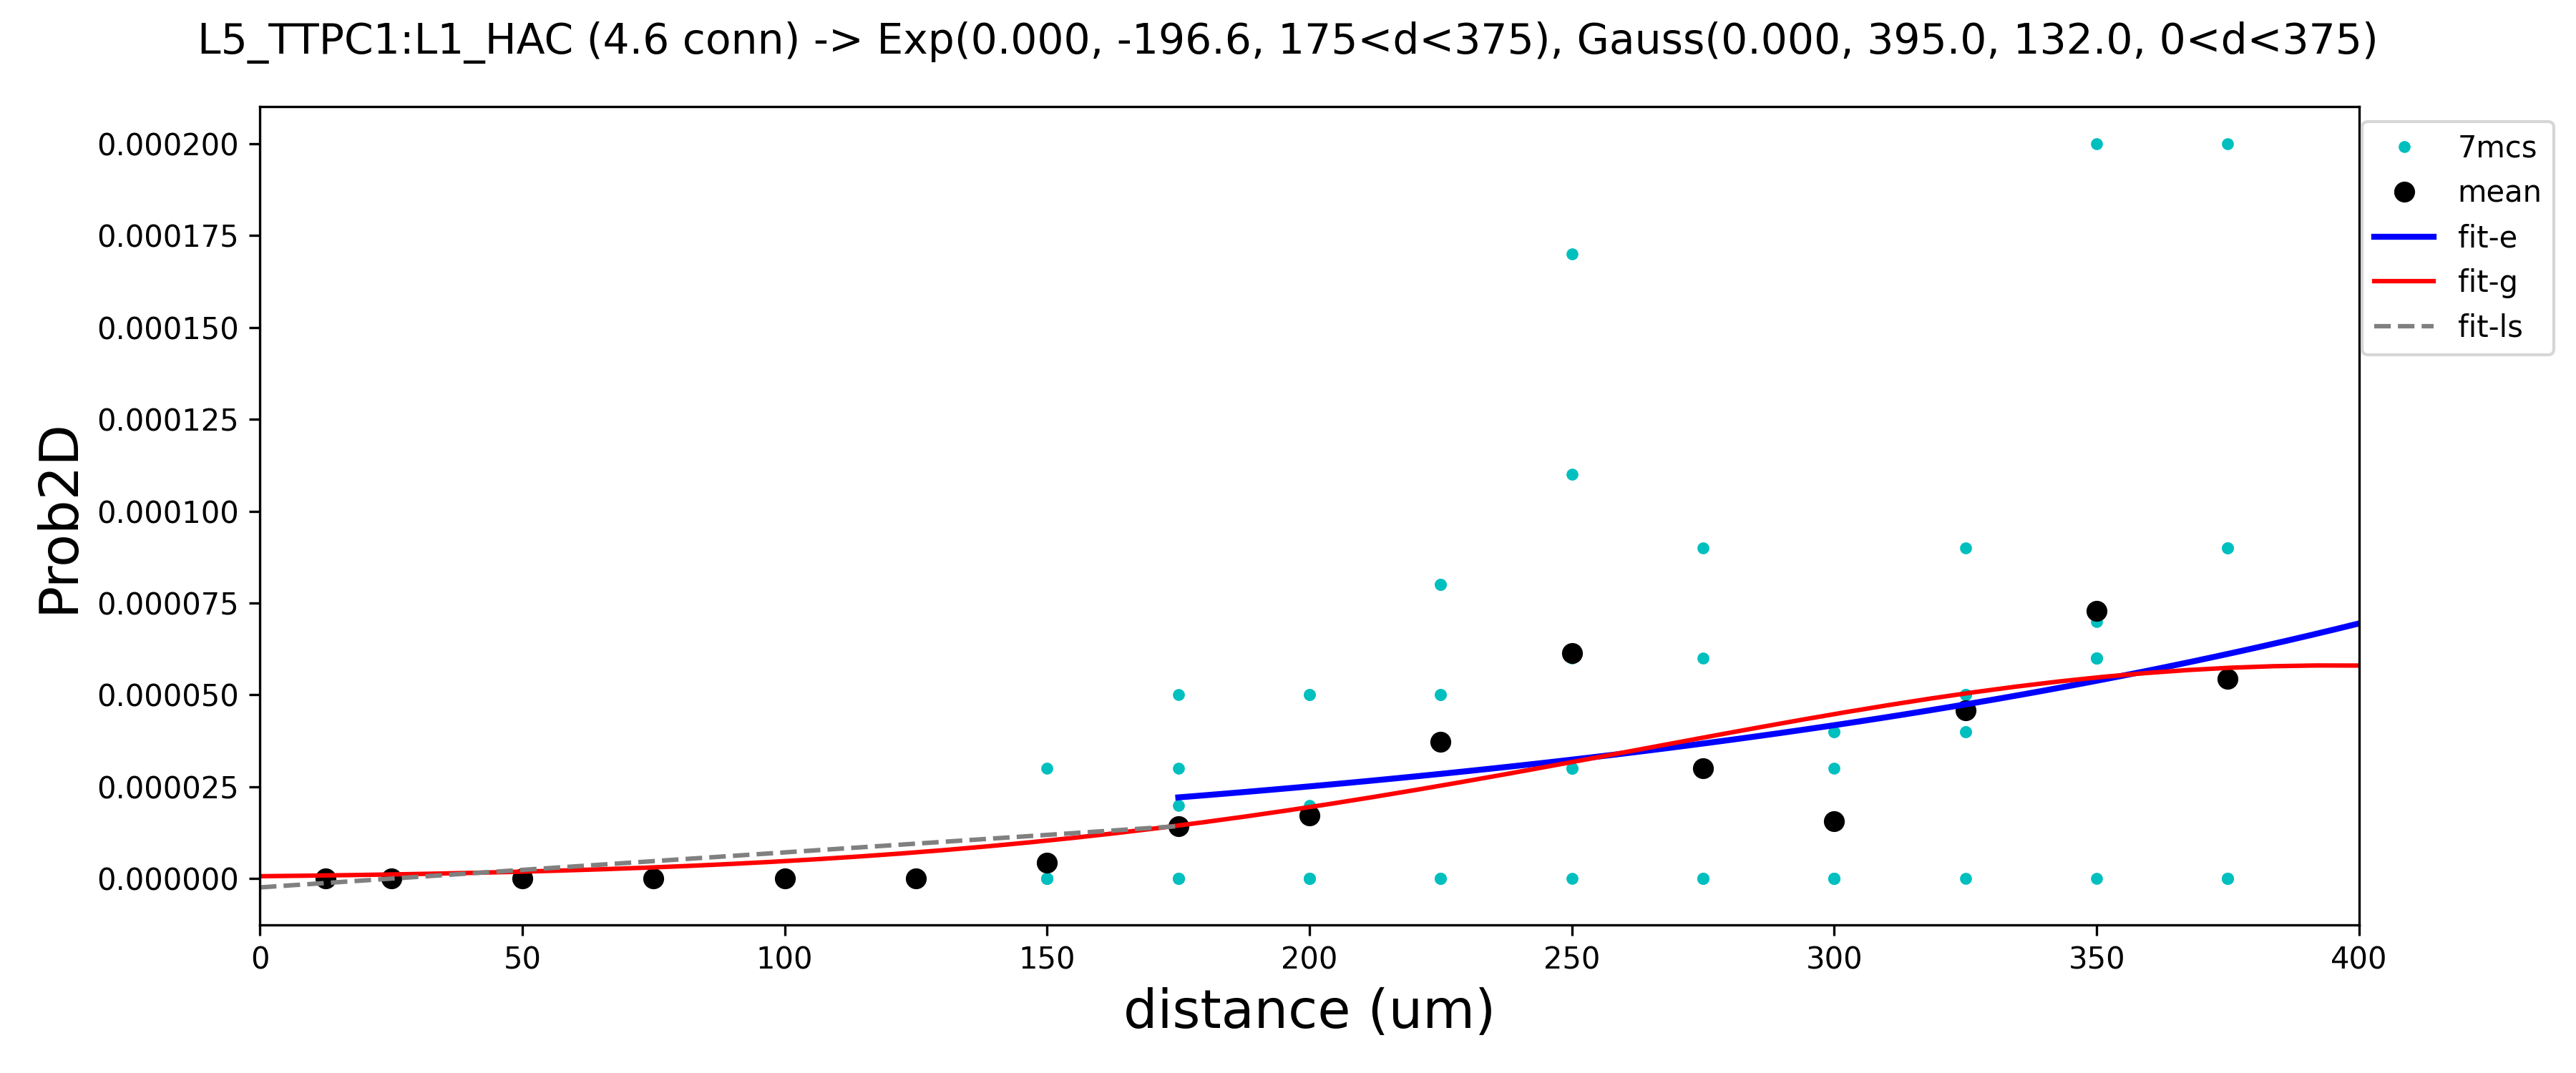 L5_TTPC1:L1_HAC (4.6 conn) -> Exp(0.000, -196.6, 175<d<375), Gauss(0.000, 395.0, 132.0, 0<d<375)
0.000200
0.000175
0.000150
0.000125
0.000100
0.000075
0.000050
0.000025
0.000000
Prob2D
0 50 100 150 200 250 300 350 400
distance (um)
7mcs
mean
fit-e
fit-g
fit-ls